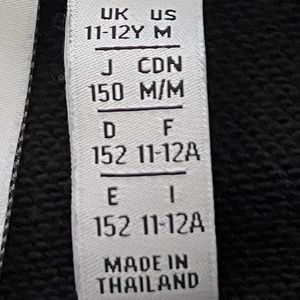 UK US
11-12Y M
J CDN
150 M/M
D F
152 11-12A
E I
152 11-12A
MADE IN
THAILAND